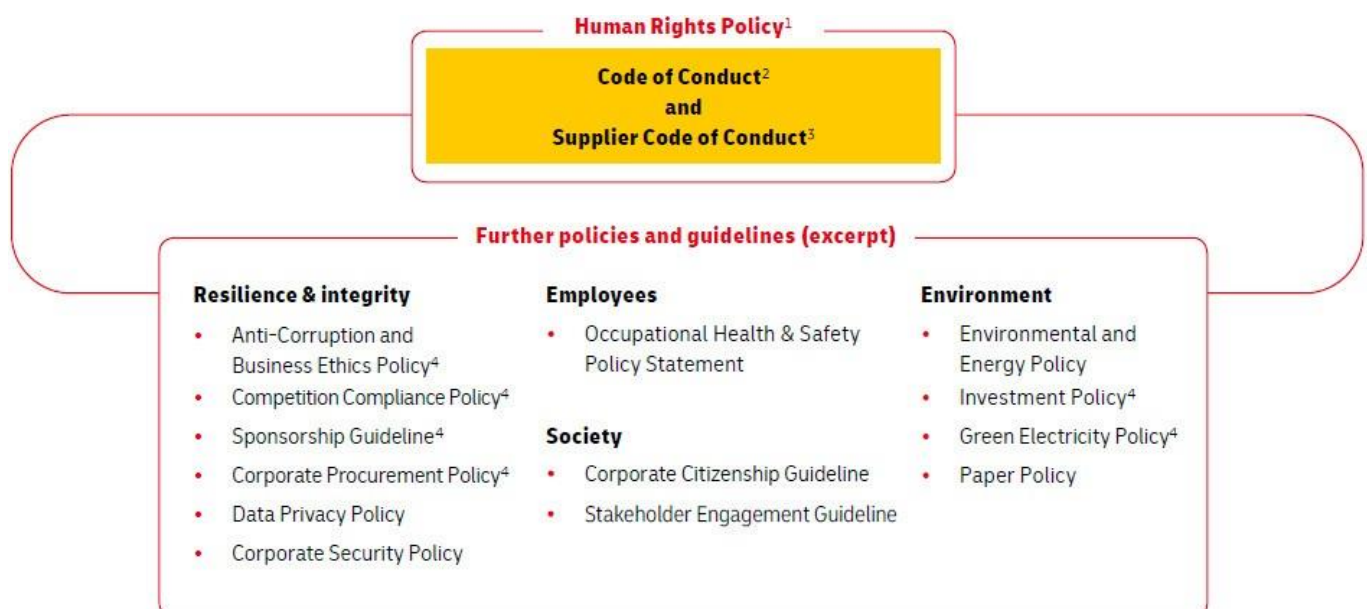 Human Rights Policy¹
Code of Conduct²
and
Supplier Code of Conduct³
Further policies and guidelines (excerpt)
Resilience & integrity
• Anti-Corruption and
Business Ethics Policy⁴
• Competition Compliance Policy⁴
• Sponsorship Guideline⁴
• Corporate Procurement Policy⁴
• Data Privacy Policy
• Corporate Security Policy
Employees
• Occupational Health & Safety
Policy Statement
Society
• Corporate Citizenship Guideline
• Stakeholder Engagement Guideline
Environment
• Environmental and
Energy Policy
• Investment Policy⁴
• Green Electricity Policy⁴
• Paper Policy